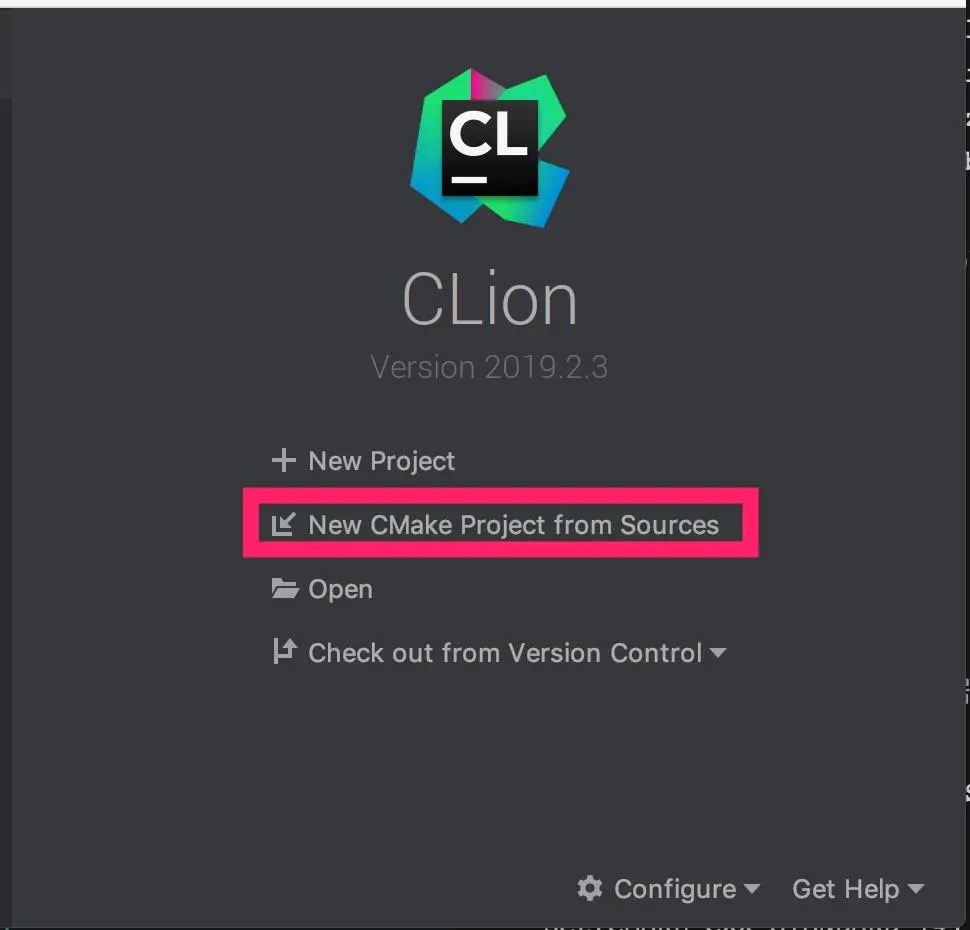 CL
CLion
Version 2019.2.3
New Project
New CMake Project from Sources
Open
Check out from Version Control
Configure
Get Help